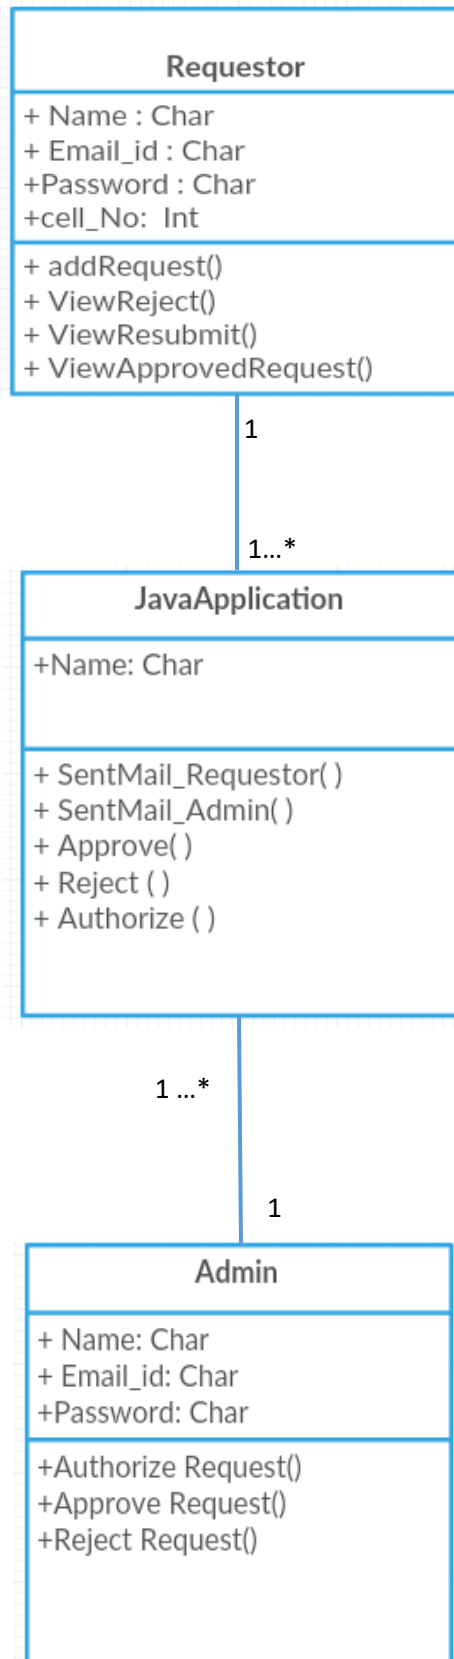 Requestor
+ Name : Char
+ Email_id : Char
+Password : Char
+cell_No:  Int
+ addRequest()
+ ViewReject()
+ ViewResubmit()
+ ViewApprovedRequest()
1
1...*
JavaApplication
+Name: Char
+ SentMail_Requestor( )
+ SentMail_Admin( )
+ Approve( )
+ Reject ( )
+ Authorize ( )
1 ...*
1
Admin
+ Name: Char
+ Email_id: Char
+Password: Char
+Authorize Request()
+Approve Request()
+Reject Request()